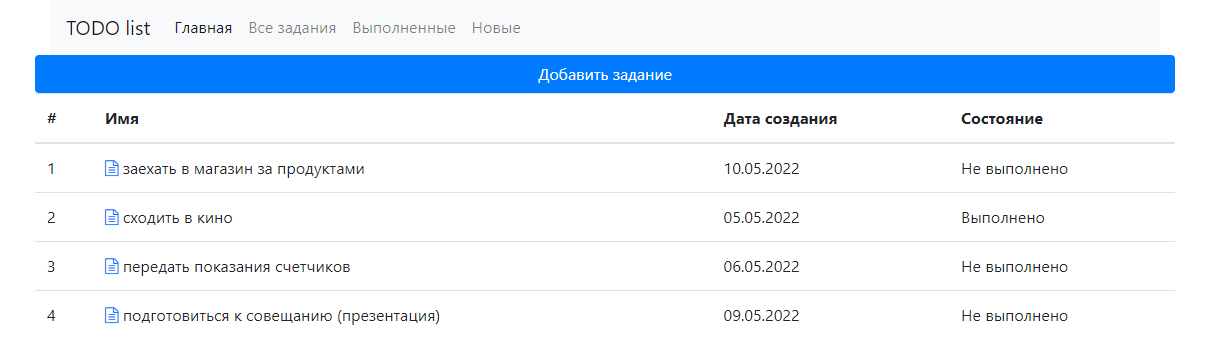 TODO list Главная Все задания Выполненные Новые
Добавить задание
# Имя Дата создания Состояние
1 заехать в магазин за продуктами 10.05.2022 Не выполнено
2 сходить в кино 05.05.2022 Выполнено
3 передать показания счетчиков 06.05.2022 Не выполнено
4 подготовиться к совещанию (презентация) 09.05.2022 Не выполнено